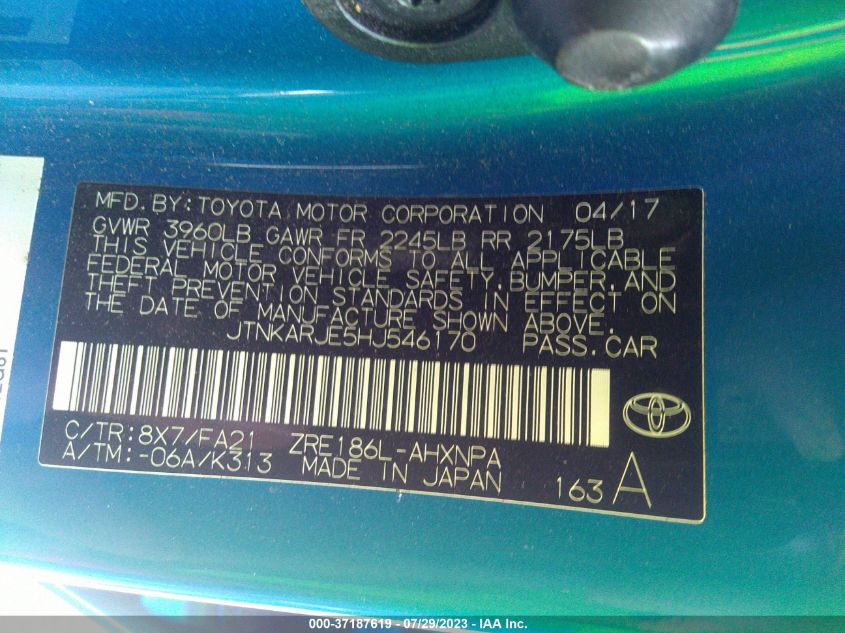 MFD.BY:TOYOTA MOTOR CORPORATION 04/17
GVWR 3960LB GAWR FR 2245LB RR 2175LB
THIS VEHICLE CONFORMS TO ALL APPLICABLE
FEDERAL MOTOR VEHICLE SAFETY,BUMPER,AND
THEFT PREVENTION STANDARDS IN EFFECT ON
THE DATE OF MANUFACTURE SHOWN ABOVE.
JTNKARJE5HJ546170 PASS.CAR
C/TR:8X7/FA21 ZRE186L-AHXNPA
A/TM:-06A/K313 MADE IN JAPAN 163 A
000-37187619 - 07/29/2023 - IAA Inc.